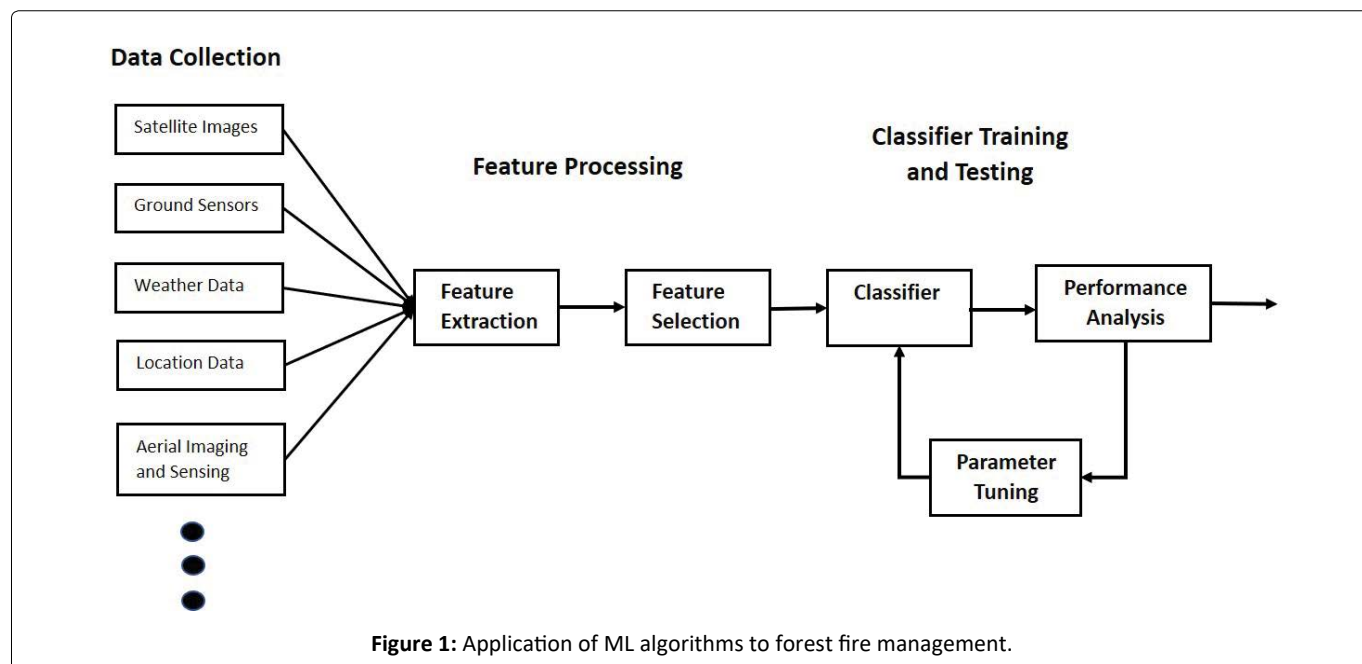 Data Collection
Satellite Images
Ground Sensors
Weather Data
Location Data
Aerial Imaging
and Sensing
Feature Processing
Feature
Extraction
Feature
Selection
Classifier Training
and Testing
Classifier
Performance
Analysis
Parameter
Tuning
Figure 1: Application of ML algorithms to forest fire management.